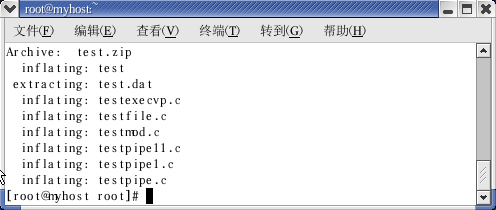 root@myhost:~
文件(F) 编辑(E) 查看(V) 终端(T) 转到(G) 帮助(H)
Archive:  test.zip
  inflating: test
 extracting: test.dat
  inflating: testexecvp.c
  inflating: testfile.c
  inflating: testmod.c
  inflating: testpipe11.c
  inflating: testpipe1.c
  inflating: testpipe.c
[root@myhost root]#